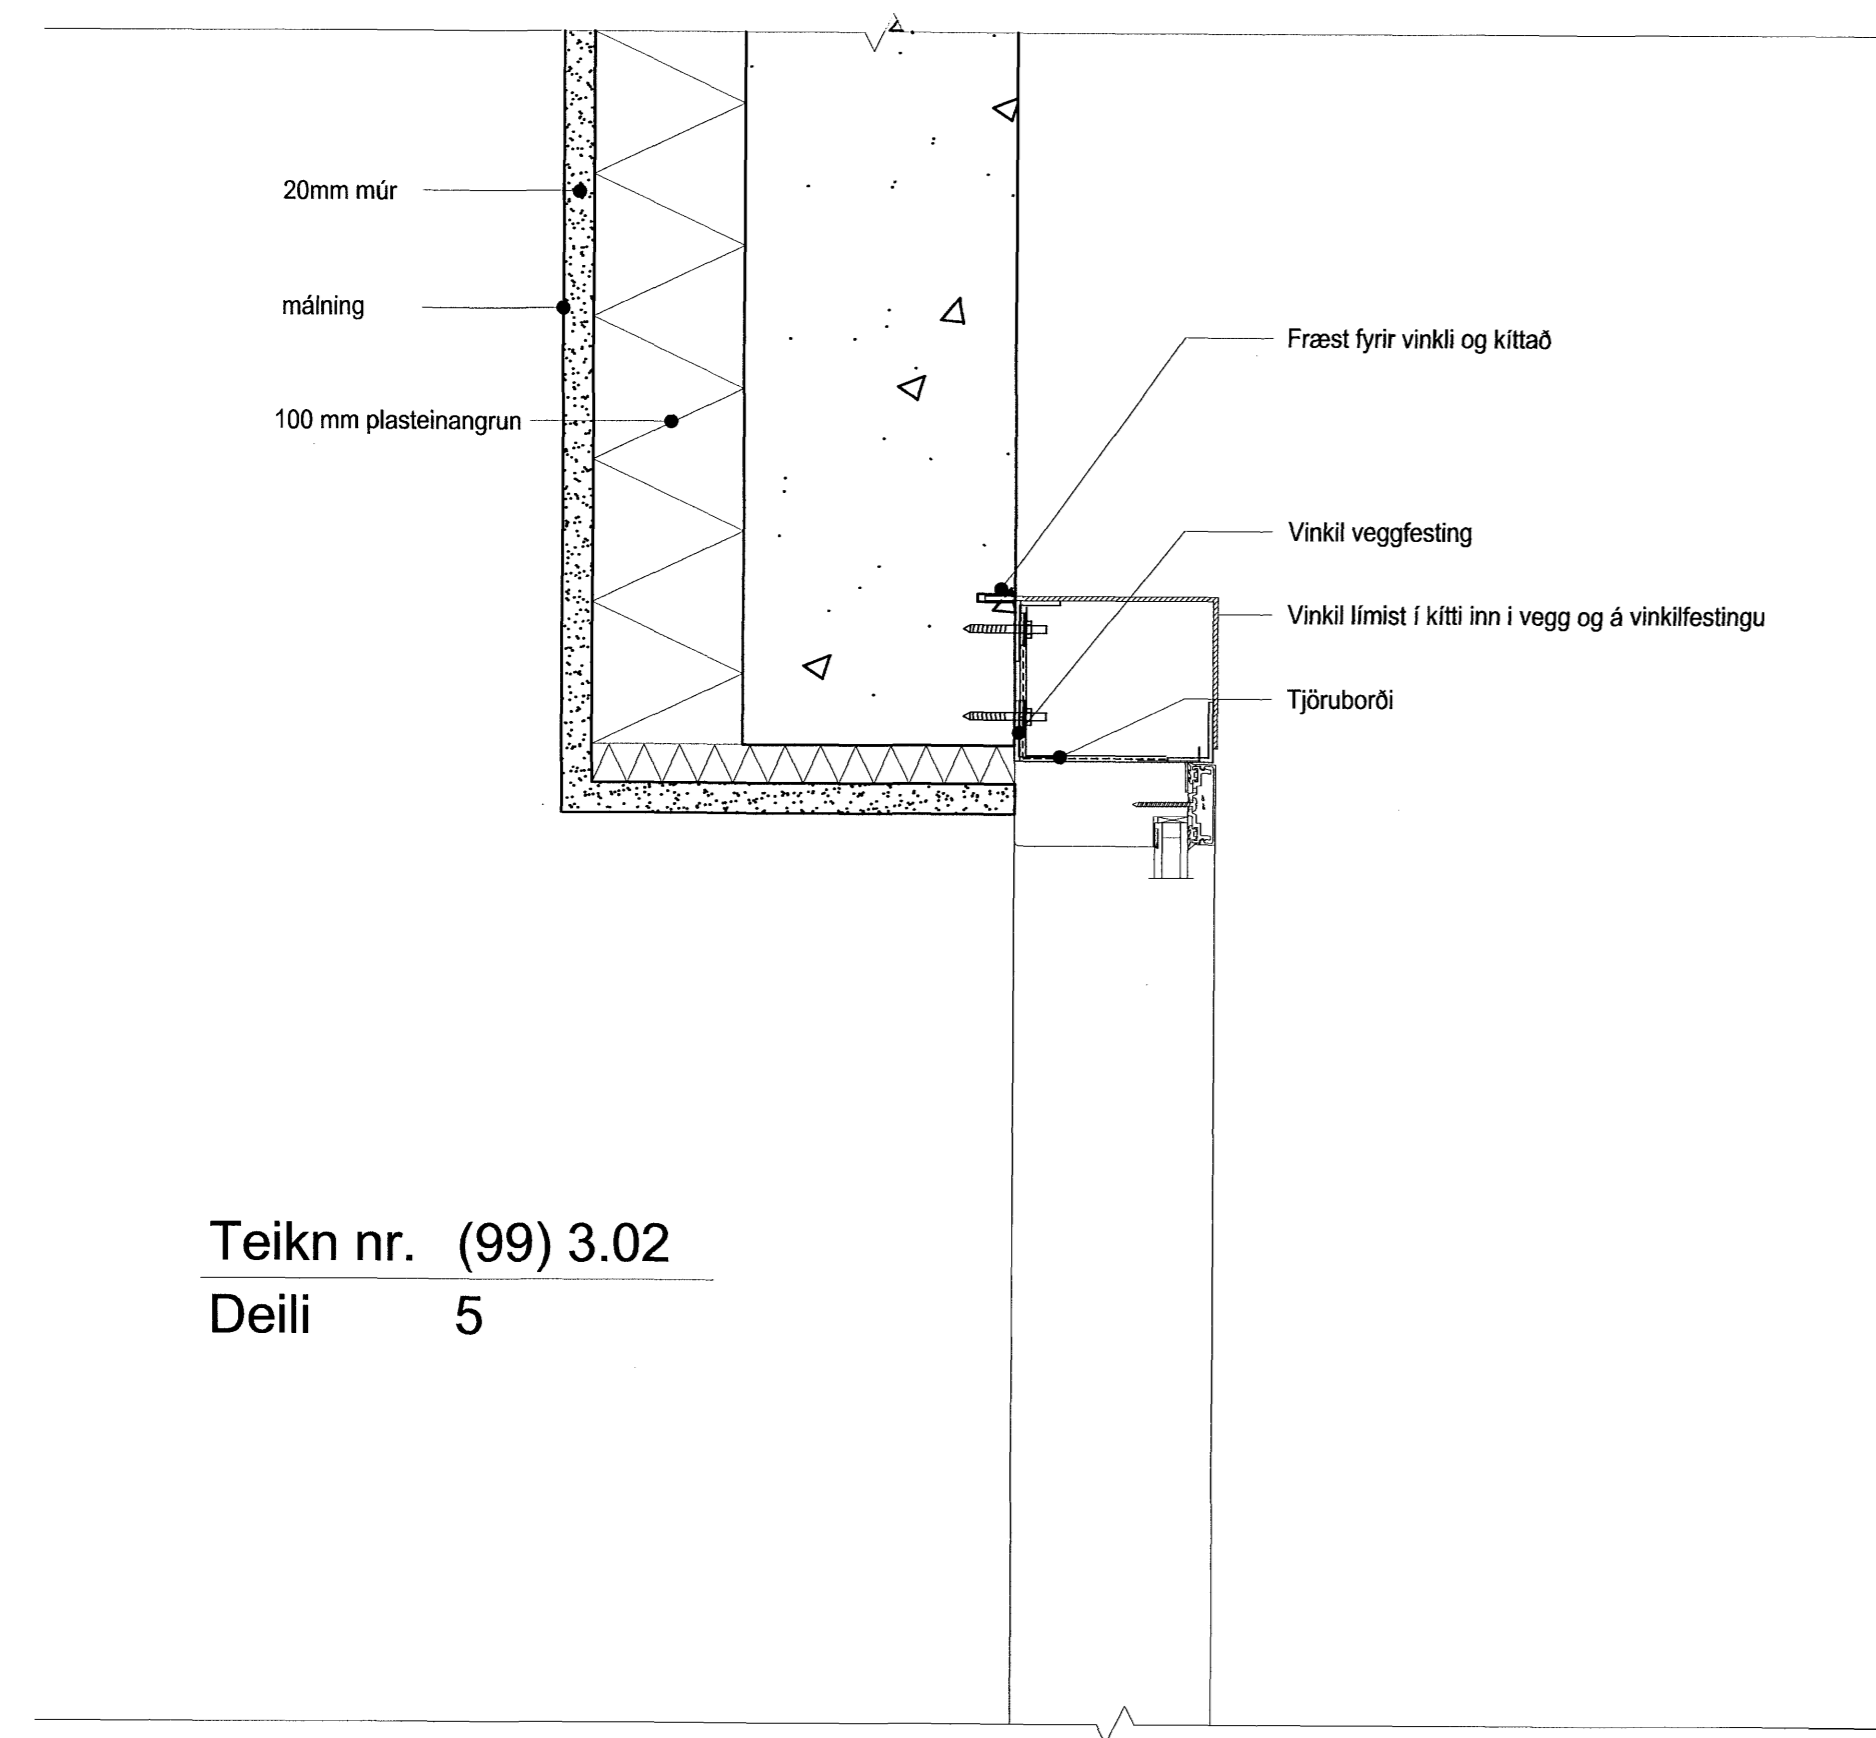 20mm múr
málning
100 mm plasteinangrun
Fræst fyrir vinkli og kíttað
Vinkil veggfesting
Vinkil límist í kítti inn i vegg og á vinkilfestingu
Tjöruborði
Teikn nr. (99) 3.02
Deili 5